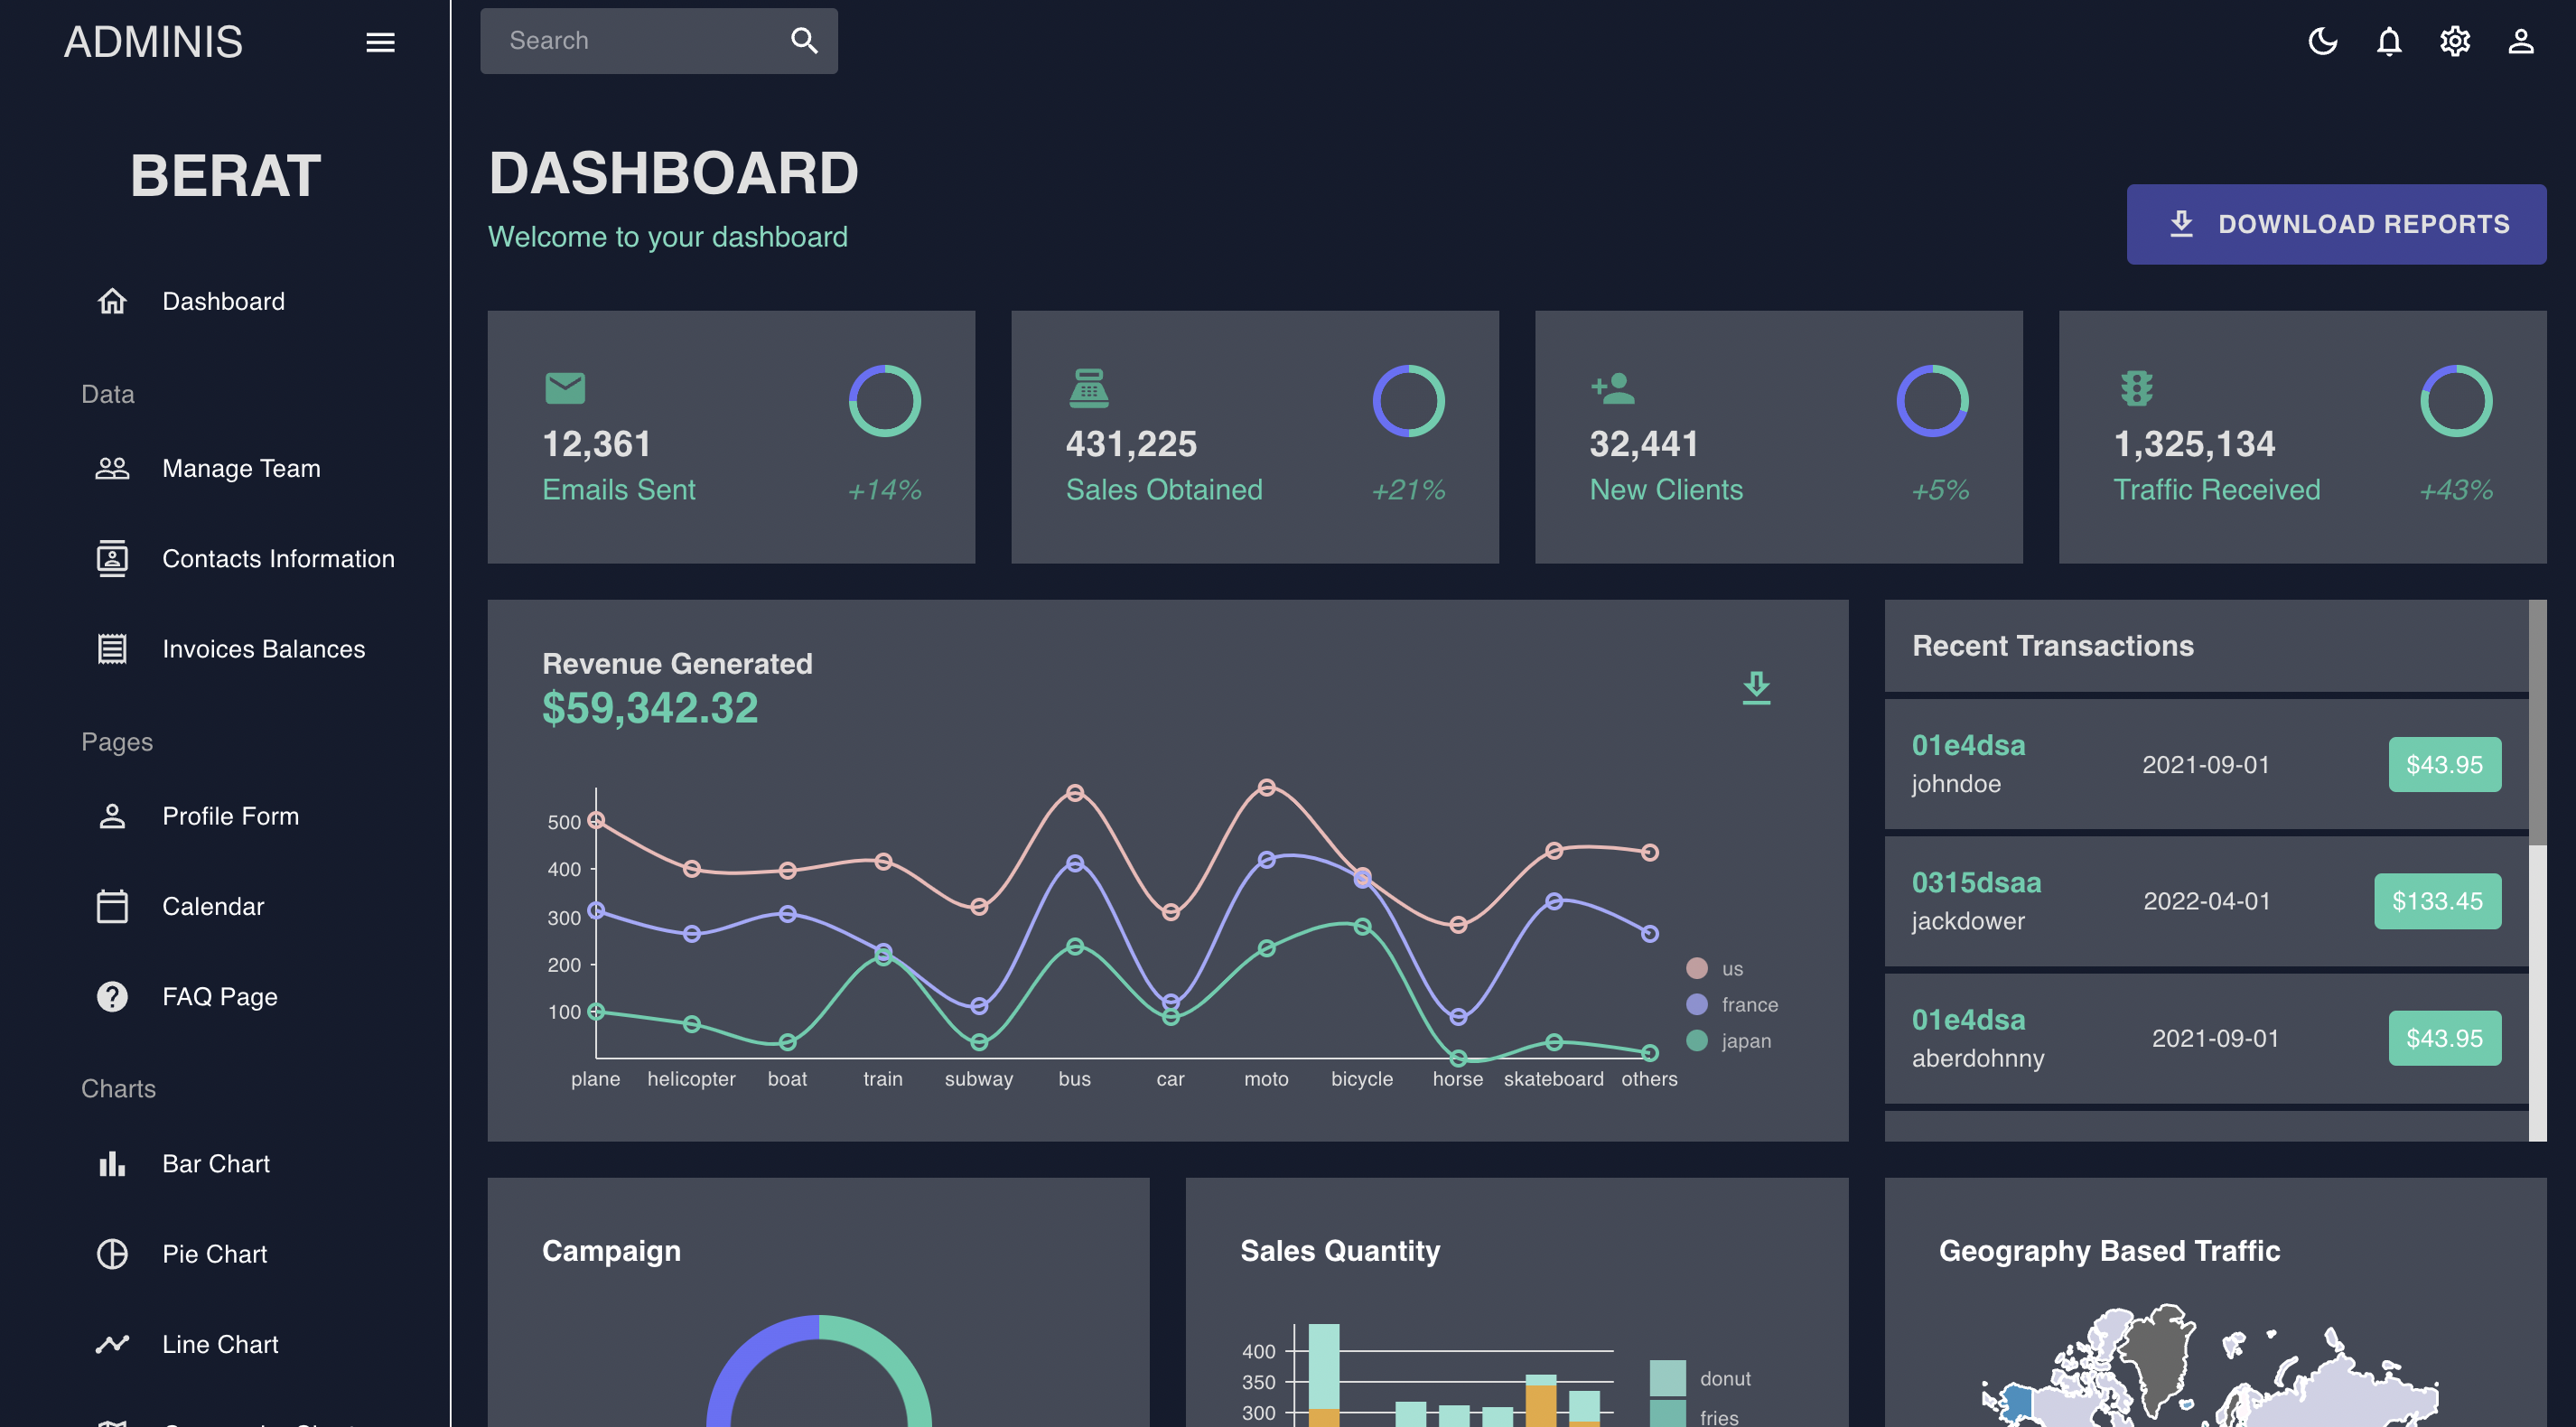 ADMINIS
Search
BERAT
Dashboard
Data
Manage Team
Contacts Information
Invoices Balances
Pages
Profile Form
Calendar
FAQ Page
Charts
Bar Chart
Pie Chart
Line Chart
DASHBOARD
Welcome to your dashboard
DOWNLOAD REPORTS
12,361
Emails Sent +14%
431,225
Sales Obtained +21%
32,441
New Clients +5%
1,325,134
Traffic Received +43%
Revenue Generated
$59,342.32
500
400
300
200
100
plane helicopter boat train subway bus car moto bicycle horse skateboard others
us
france
japan
Recent Transactions
01e4dsa
johndoe
2021-09-01
$43.95
0315dsaa
jackdower
2022-04-01
$133.45
01e4dsa
aberdohnny
2021-09-01
$43.95
Campaign
Sales Quantity
400
350
300
donut
fries
Geography Based Traffic